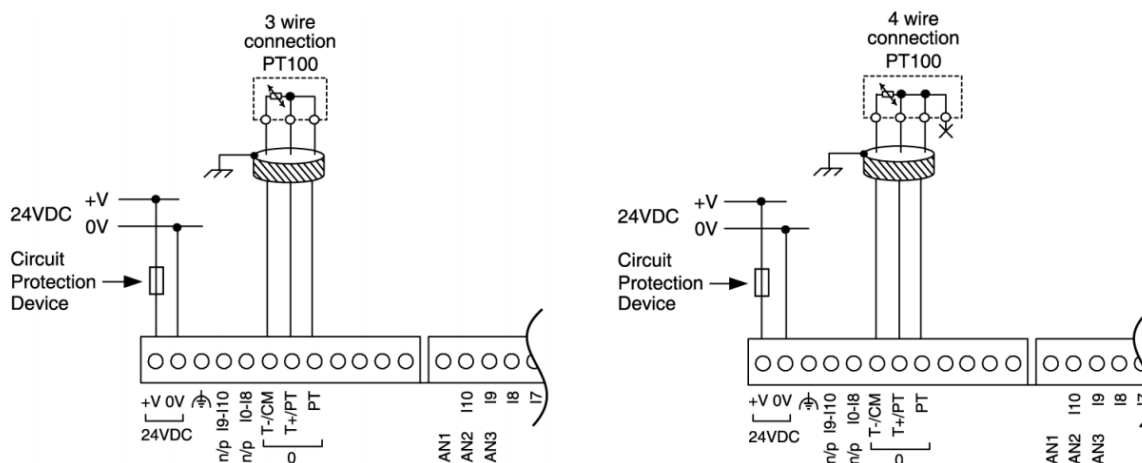 3 wire
connection
PT100
+V
24VDC
0V
Circuit
Protection
Device
+V 0V
24VDC
n/p I9-I10
n/p I0-I8
T-/CM
T+/PT
PT
0
AN1
AN2 I10
AN3 I9
I8
I7
4 wire
connection
PT100
+V
24VDC
0V
Circuit
Protection
Device
+V 0V
24VDC
n/p I9-I10
n/p I0-I8
T-/CM
T+/PT
PT
0
AN1
AN2 I10
AN3 I9
I8
I7